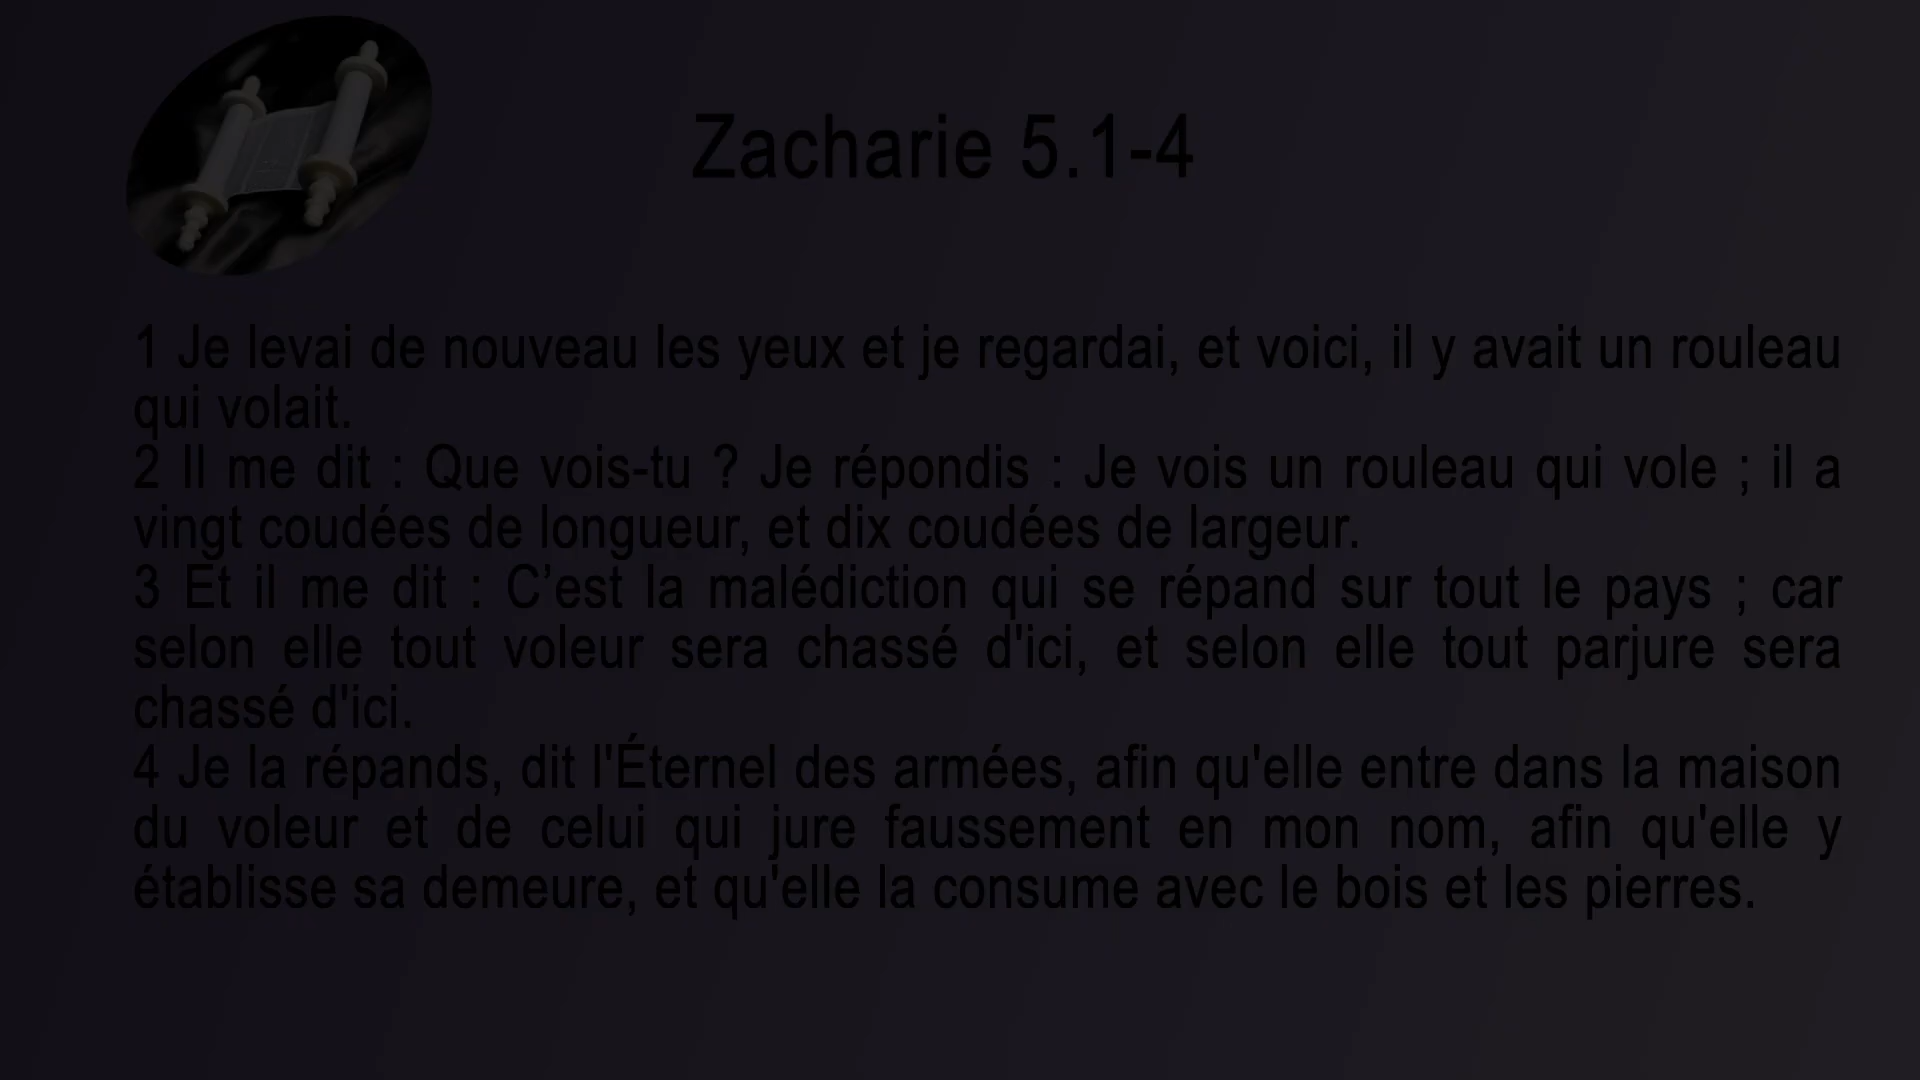 Zacharie 5.1-4
1 Je levai de nouveau les yeux et je regardai, et voici, il y avait un rouleau
qui volait.
2 Il me dit : Que vois-tu ? Je répondis : Je vois un rouleau qui vole ; il a
vingt coudées de longueur, et dix coudées de largeur.
3 Et il me dit : C’est la malédiction qui se répand sur tout le pays ; car
selon elle tout voleur sera chassé d'ici, et selon elle tout parjure sera
chassé d'ici.
4 Je la répands, dit l'Éternel des armées, afin qu'elle entre dans la maison
du voleur et de celui qui jure faussement en mon nom, afin qu'elle y
établisse sa demeure, et qu'elle la consume avec le bois et les pierres.